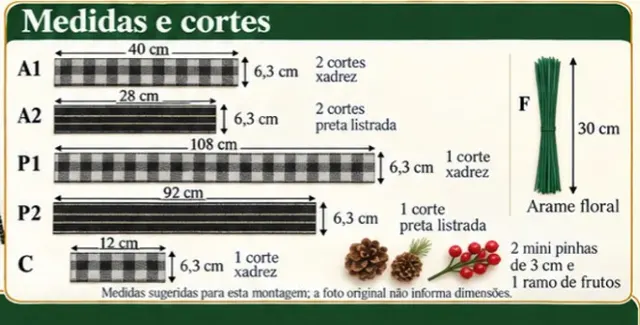 Medidas e cortes
40 cm
A1
6,3 cm
2 cortes
xadrez
28 cm
A2
6,3 cm
2 cortes
preta listrada
108 cm
P1
6,3 cm
1 corte
xadrez
92 cm
P2
6,3 cm
1 corte
preta listrada
12 cm
C
6,3 cm
1 corte
xadrez
F
30 cm
Arame floral
2 mini pinhas
de 3 cm e
1 ramo de frutos
Medidas sugeridas para esta montagem; a foto original não informa dimensões.